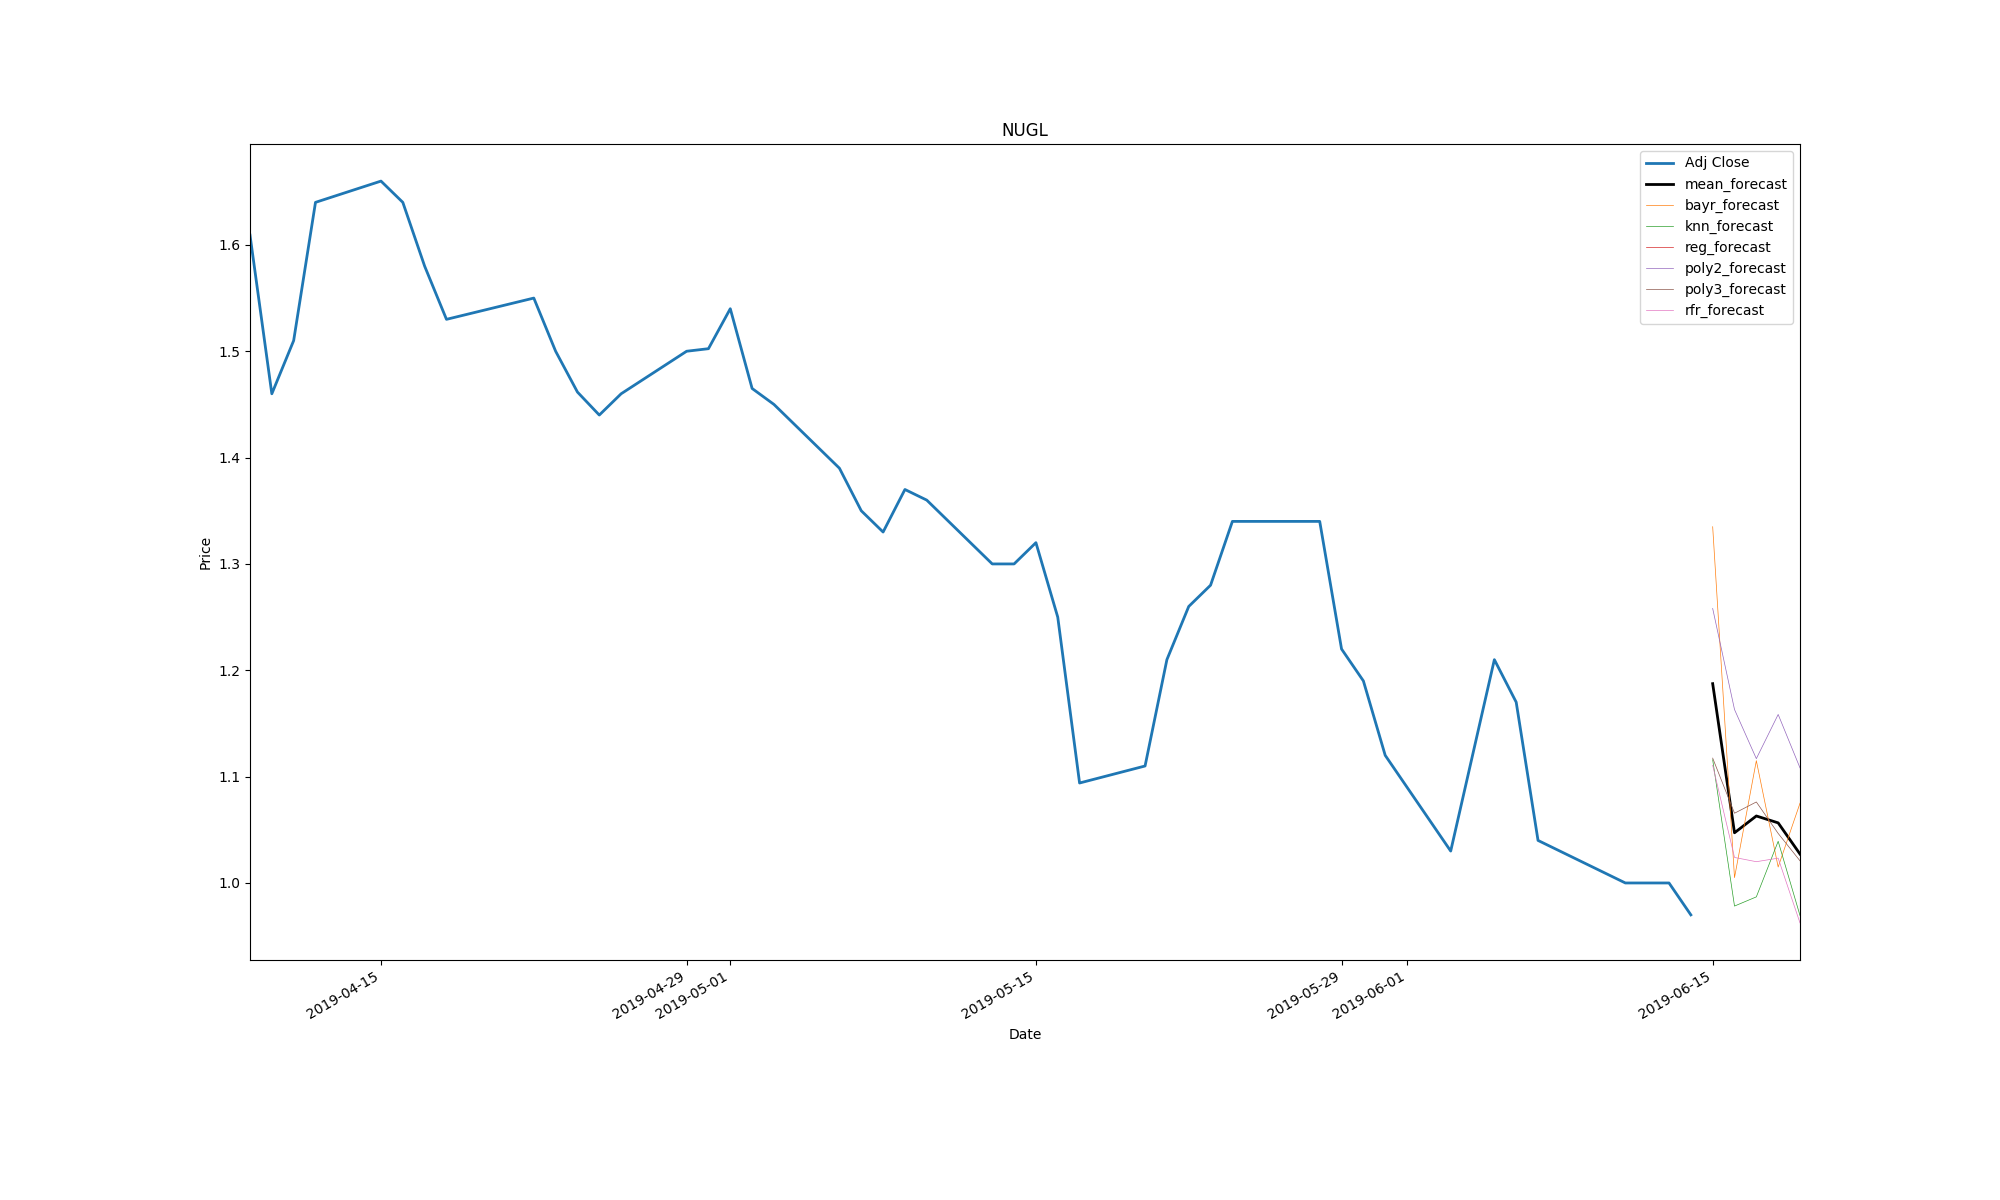 NUGL
Adj Close
mean_forecast
bayr_forecast
knn_forecast
reg_forecast
poly2_forecast
poly3_forecast
rfr_forecast
1.6
1.5
1.4
1.3
1.2
1.1
1.0
Price
2019-04-15
2019-04-29
2019-05-01
2019-05-15
2019-05-29
2019-06-01
2019-06-15
Date